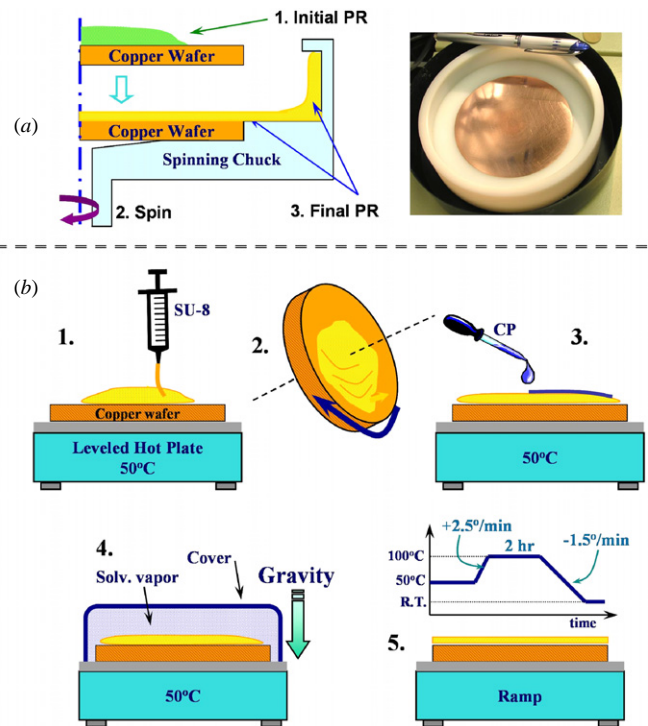 1. Initial PR
Copper Wafer
(a)
Copper Wafer
Spinning Chuck
2. Spin
3. Final PR
(b)
1.
SU-8
Copper wafer
Leveled Hot Plate
50°C
2.
CP
3.
50°C
4.
Cover
Solv. vapor
Gravity
50°C
+2.5°/min
2 hr
-1.5°/min
100°C
50°C
R.T.
time
5.
Ramp